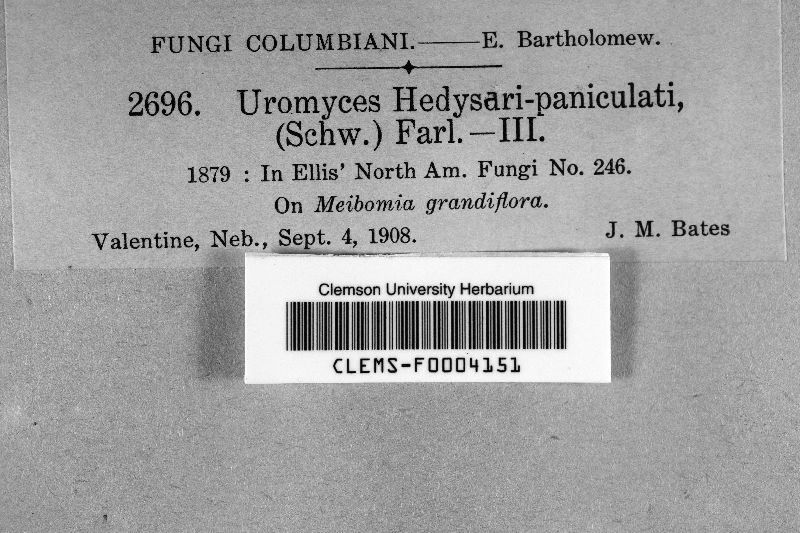 FUNGI COLUMBIANI.——E. Bartholomew.
2696. Uromyces Hedysari-paniculati,
(Schw.) Farl.—III.
1879 : In Ellis' North Am. Fungi No. 246.
On Meibomia grandiflora.
Valentine, Neb., Sept. 4, 1908. J. M. Bates
Clemson University Herbarium
CLEMS-F0004151